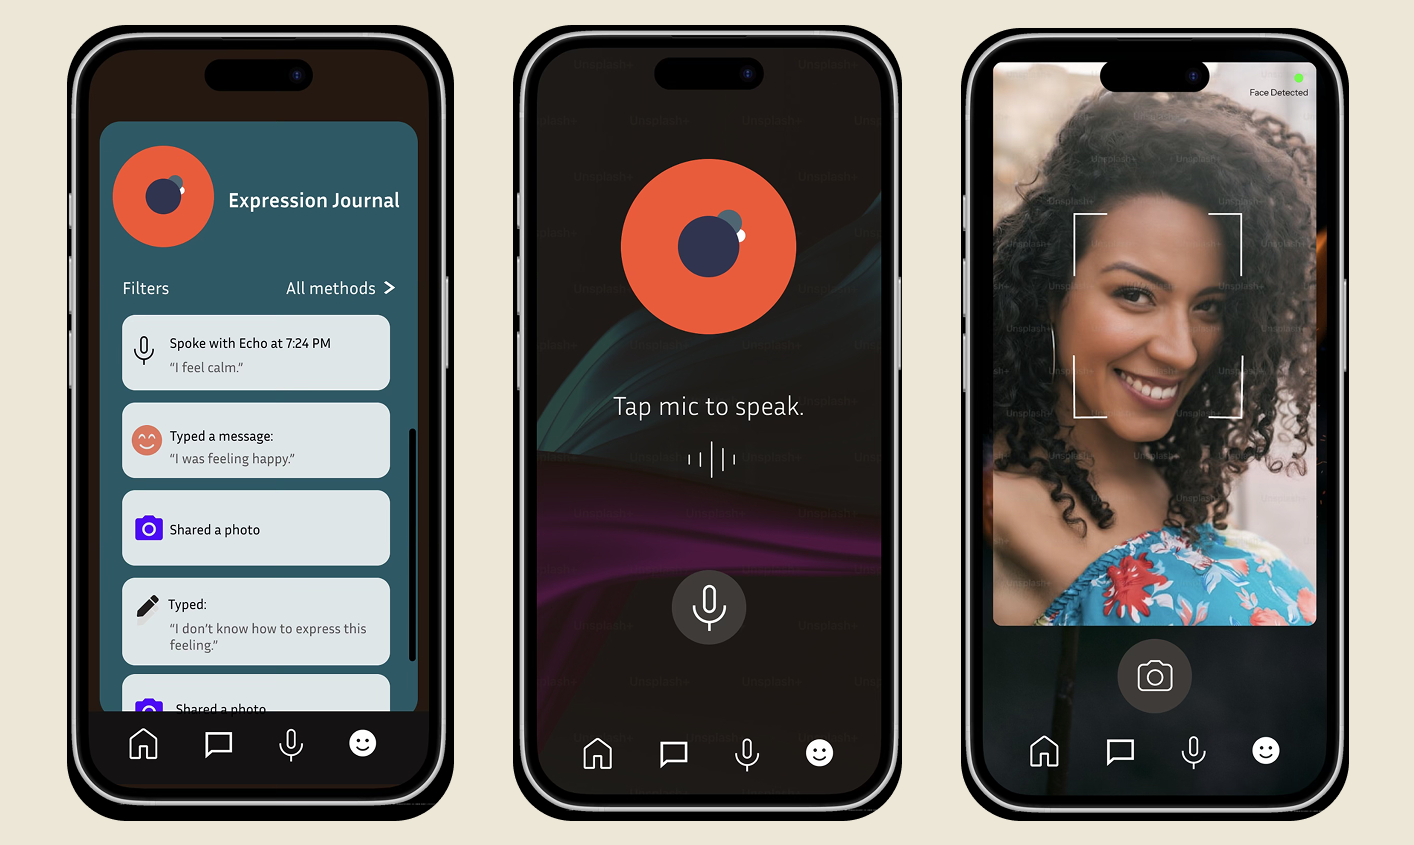 Expression Journal
Filters
All methods
Spoke with Echo at 7:24 PM
“I feel calm.”
Typed a message:
“I was feeling happy.”
Shared a photo
Typed:
“I don’t know how to express this
feeling.”
Shared a photo
Tap mic to speak.
Face Detected
Unsplash+